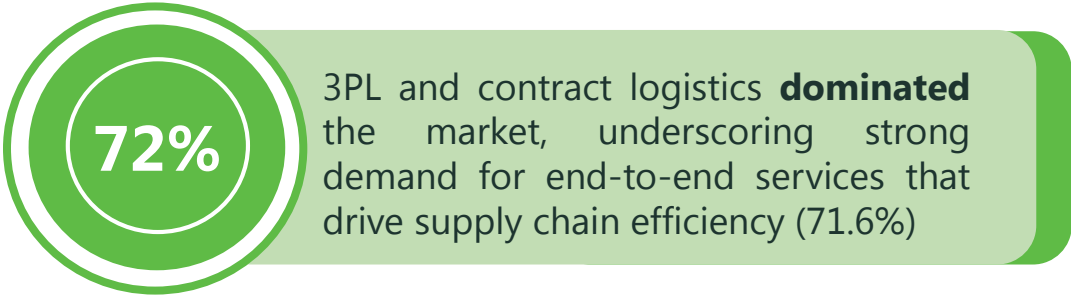 72%
3PL and contract logistics dominated
the market, underscoring strong
demand for end-to-end services that
drive supply chain efficiency (71.6%)